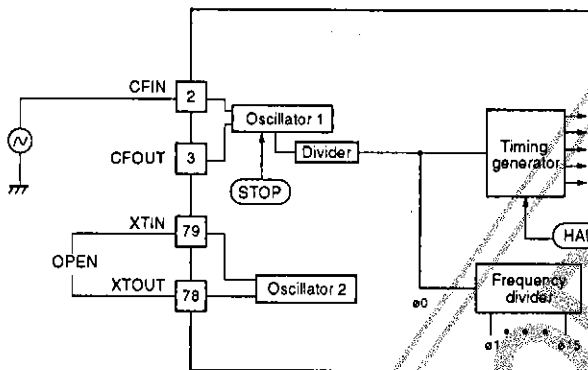 CFIN
2
Oscillator 1
CFOUT
3
Divider
STOP
Timing
generator
HAL
XTIN
79
OPEN
XTOUT
78
Oscillator 2
ø0
Frequency
divider
ø1
ø15